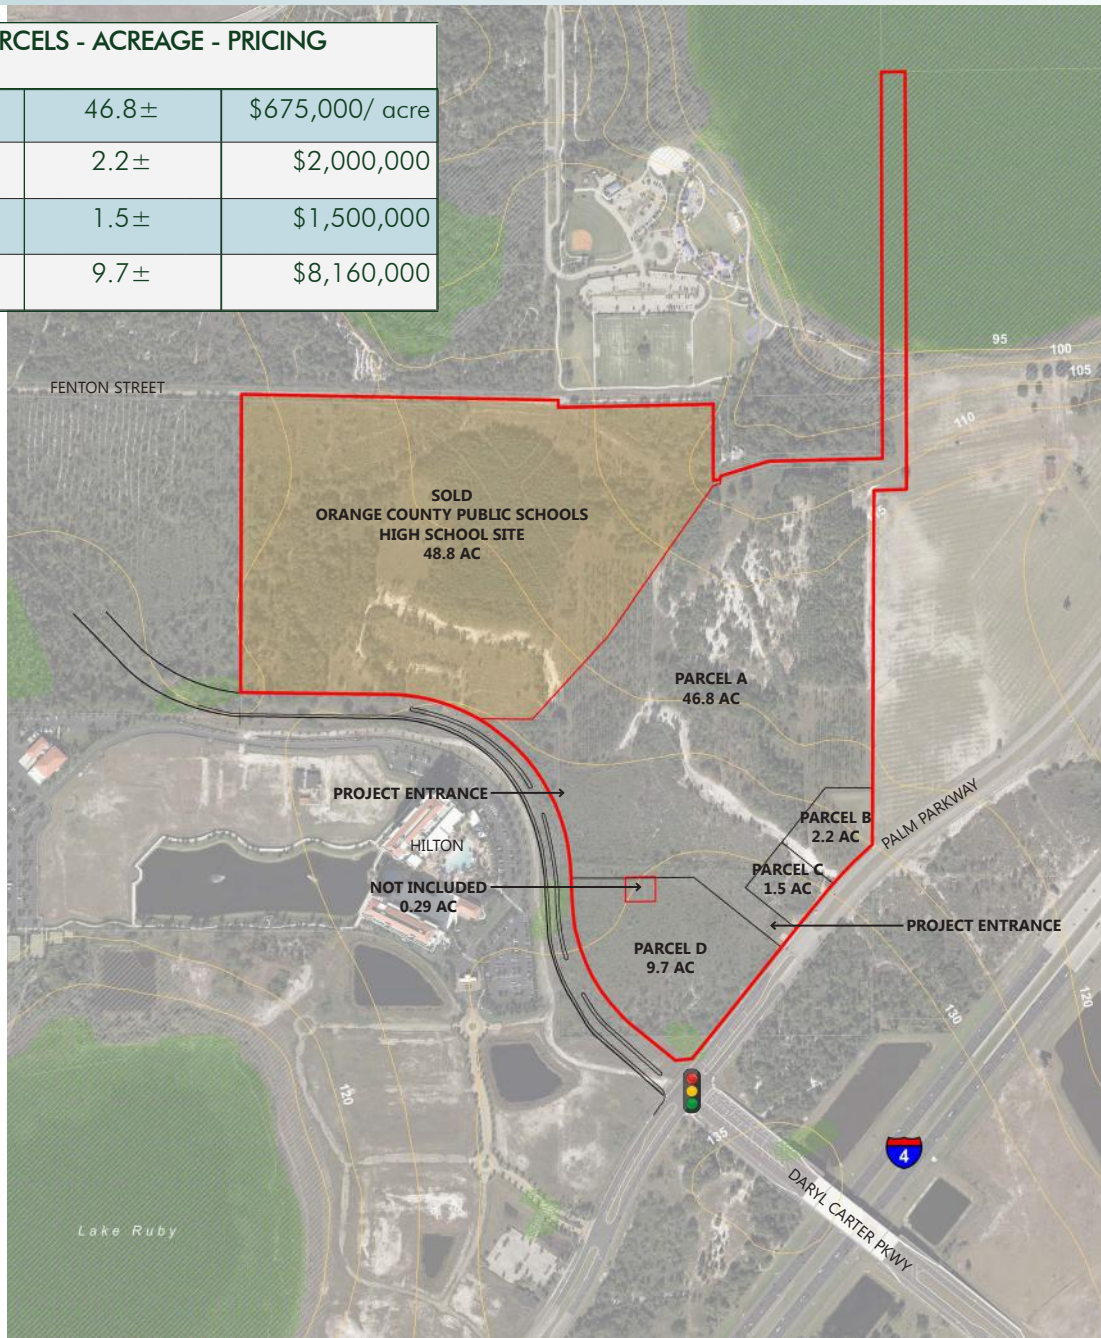 RCELS - ACREAGE - PRICING
46.8± $675,000/ acre
2.2± $2,000,000
1.5± $1,500,000
9.7± $8,160,000
FENTON STREET
95
100
105
110
SOLD
ORANGE COUNTY PUBLIC SCHOOLS
HIGH SCHOOL SITE
48.8 AC
PARCEL A
46.8 AC
PROJECT ENTRANCE
PARCEL B
2.2 AC
PALM PARKWAY
HILTON
PARCEL C
1.5 AC
NOT INCLUDED
0.29 AC
PROJECT ENTRANCE
PARCEL D
9.7 AC
120
130
120
135
4
DARYL CARTER PKWY
Lake Ruby